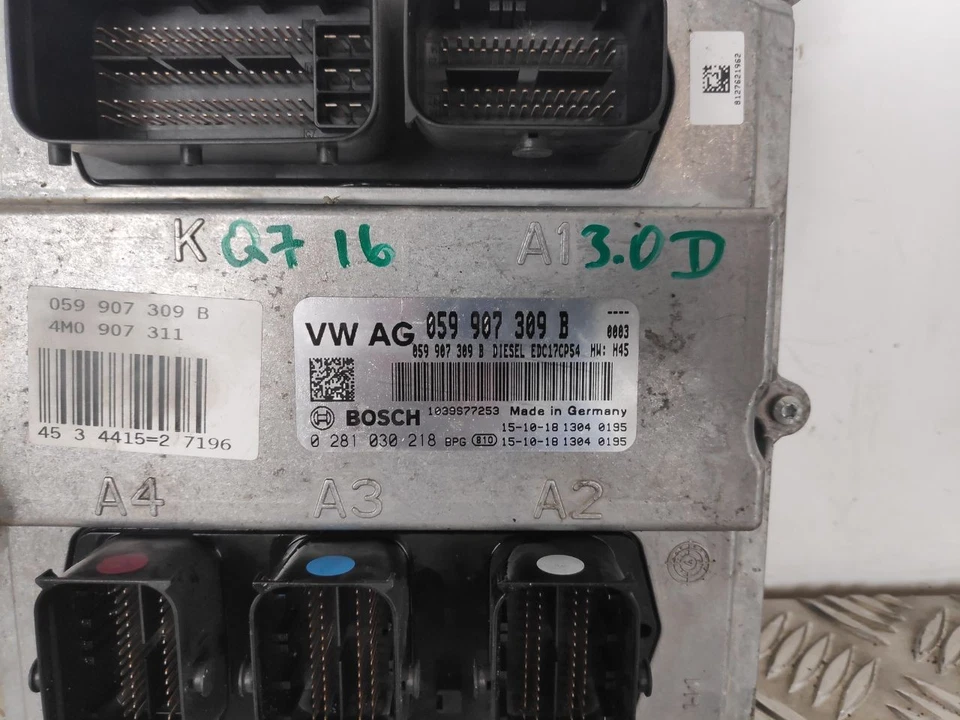 8127621962
K Q7 16 A1 3.0D
059 907 309 B
4M0 907 311
45 3 4415=2 7196
VW AG 059 907 309 B ----
0003
059 907 309 B DIESEL EDC17CP54 HW: H45
BOSCH 1039S77253 Made in Germany
15-10-18 1304 0195
0 281 030 218 BPG 810 15-10-18 1304 0195
A4 A3 A2